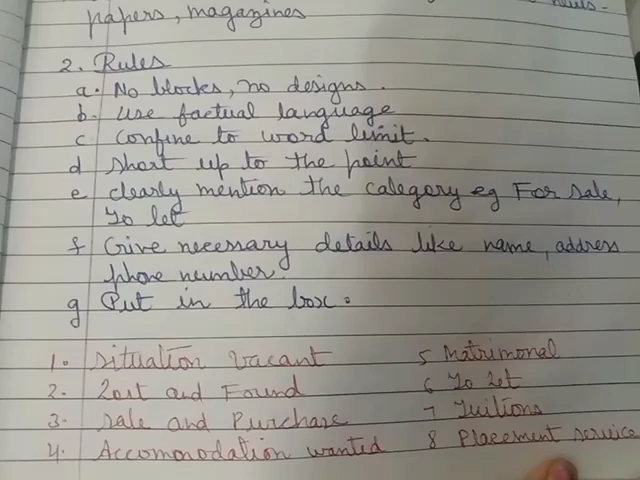 news-
papers, magazines
2. Rules
a. No blocks, no designs.
b. Use factual language
c confine to word limit.
d short up to the point
e clearly mention the category eg For sale,
To let
f Give necessary details like name, address
phone number.
g Put in the box.
1. Situation Vacant
2. Lost and Found
3. Sale and Purchase
4. Accomodation wanted
5 Matrimonal
6 To Let
7 Tuitions
8 Placement service